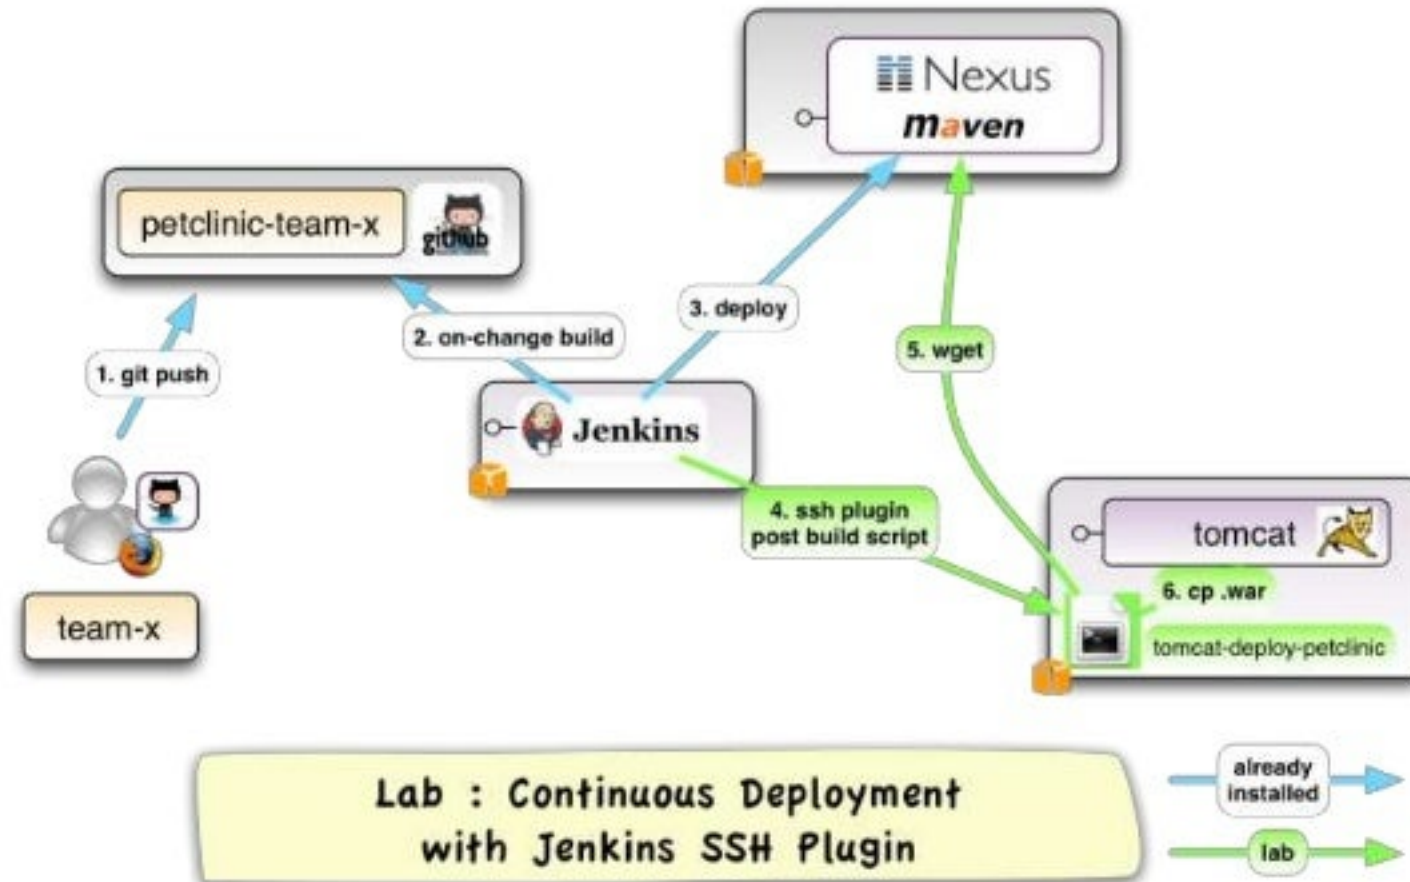 Nexus
maven
petclinic-team-x
github
3. deploy
2. on-change build
5. wget
1. git push
Jenkins
4. ssh plugin
post build script
tomcat
6. cp .war
team-x
tomcat-deploy-petclinic
Lab : Continuous Deployment
with Jenkins SSH Plugin
already
installed
lab